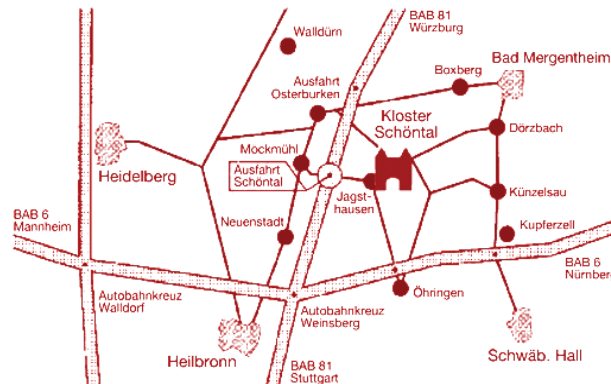 BAB 81
Würzburg
Walldürn
Bad Mergentheim
Boxberg
Ausfahrt
Osterburken
Kloster
Schöntal
Dörzbach
Mockmühl
Heidelberg
Ausfahrt
Schöntal
Jagst-
hausen
Künzelsau
BAB 6
Mannheim
Neuenstadt
Kupferzell
BAB 6
Nürnberg
Autobahnkreuz
Walldorf
Öhringen
Autobahnkreuz
Weinsberg
Heilbronn
Schwäb. Hall
BAB 81
Stuttgart